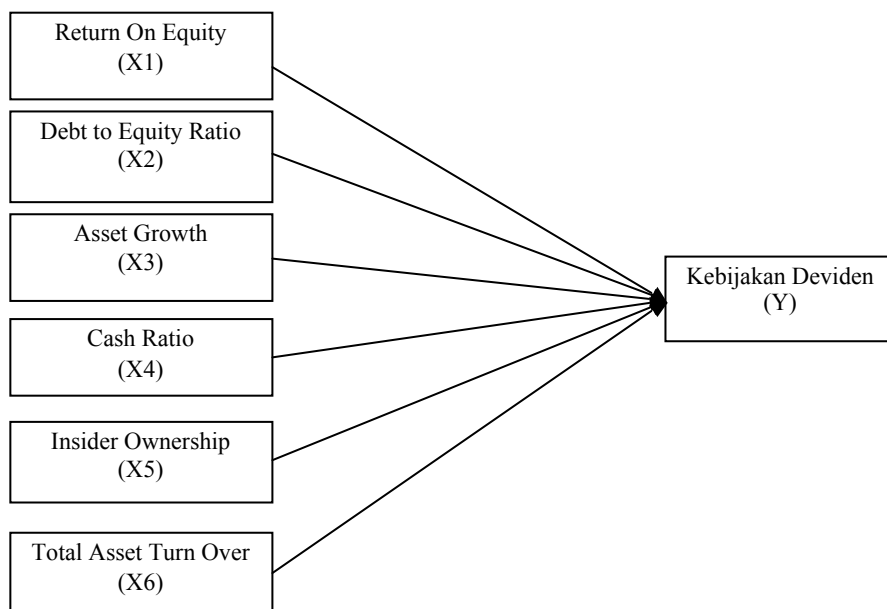 Return On Equity
(X1)
Debt to Equity Ratio
(X2)
Asset Growth
(X3)
Cash Ratio
(X4)
Insider Ownership
(X5)
Total Asset Turn Over
(X6)
Kebijakan Deviden
(Y)